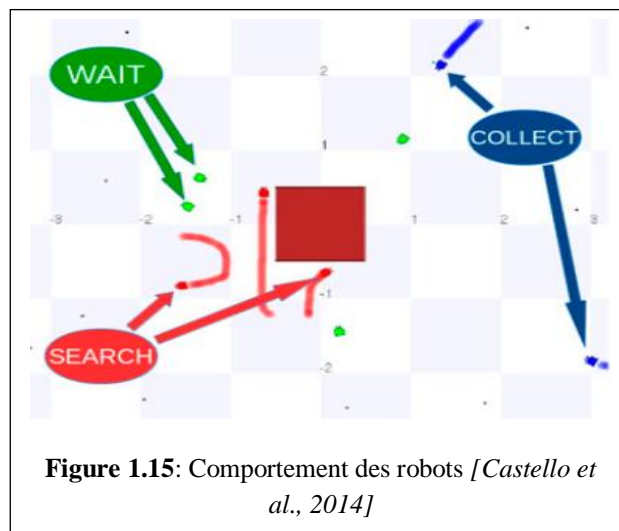 WAIT
2
COLLECT
1
-3
-2
-1
1
2
3
-1
SEARCH
-2
Figure 1.15: Comportement des robots [Castello et
al., 2014]